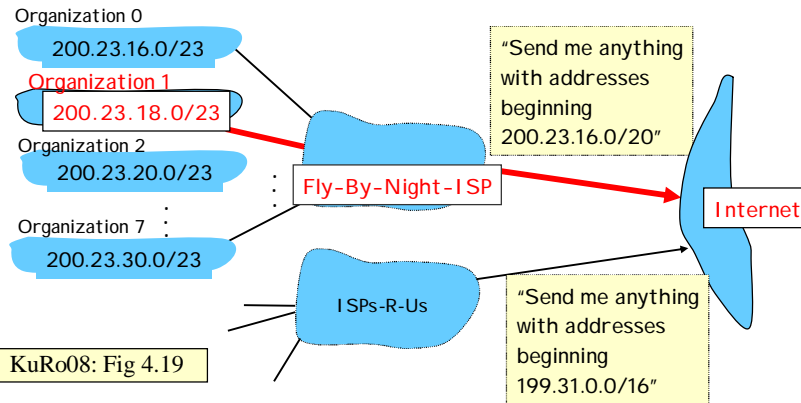 Organization 0
200.23.16.0/23
Organization 1
200.23.18.0/23
Organization 2
200.23.20.0/23
Organization 7
200.23.30.0/23
Fly-By-Night-ISP
"Send me anything
with addresses
beginning
200.23.16.0/20"
Internet
ISPs-R-Us
"Send me anything
with addresses
beginning
199.31.0.0/16"
KuRo08: Fig 4.19